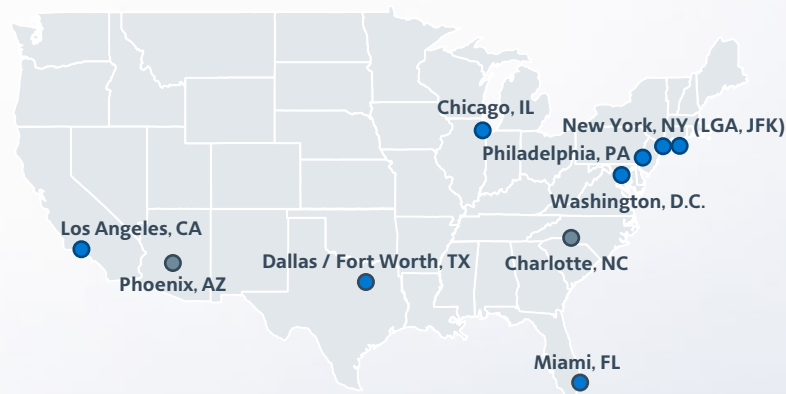 Chicago, IL
New York, NY (LGA, JFK)
Philadelphia, PA
Washington, D.C.
Los Angeles, CA
Dallas / Fort Worth, TX
Charlotte, NC
Phoenix, AZ
Miami, FL